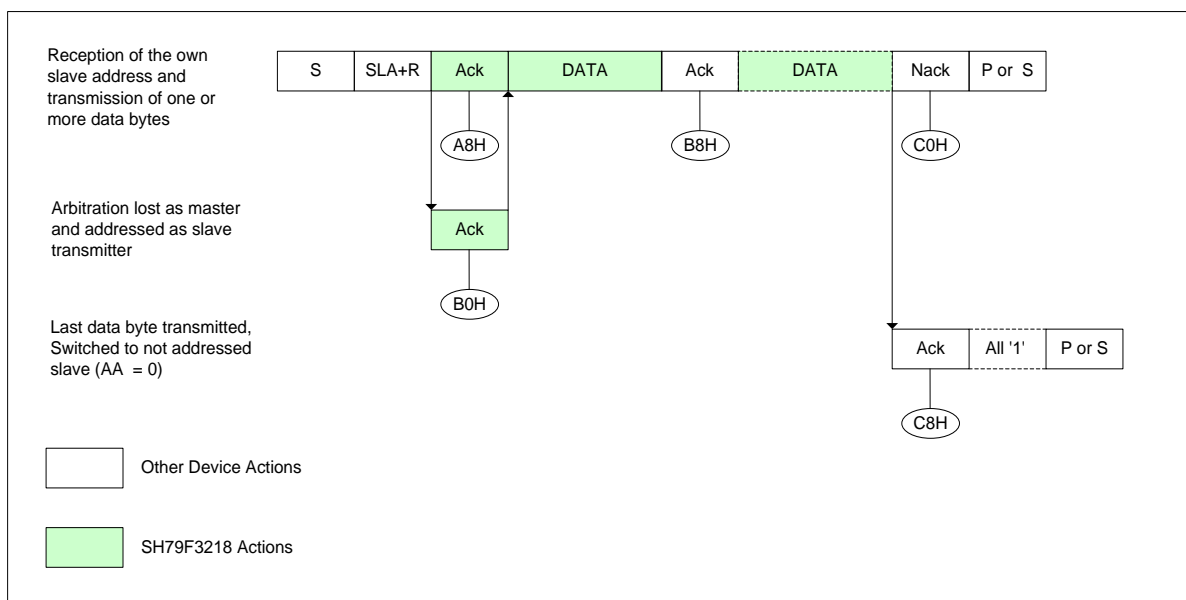 Reception of the own
slave address and
transmission of one or
more data bytes
S SLA+R Ack DATA Ack DATA Nack P or S
A8H B8H C0H
Arbitration lost as master
and addressed as slave
transmitter
Ack
B0H
Last data byte transmitted,
Switched to not addressed
slave (AA = 0)
Ack All '1' P or S
C8H
Other Device Actions
SH79F3218 Actions